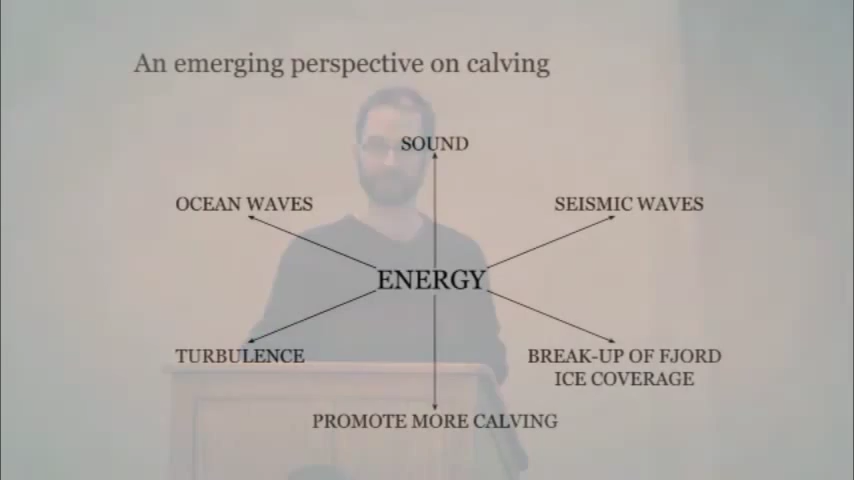 An emerging perspective on calving
SOUND
OCEAN WAVES
SEISMIC WAVES
ENERGY
TURBULENCE
BREAK-UP OF FJORD
ICE COVERAGE
PROMOTE MORE CALVING